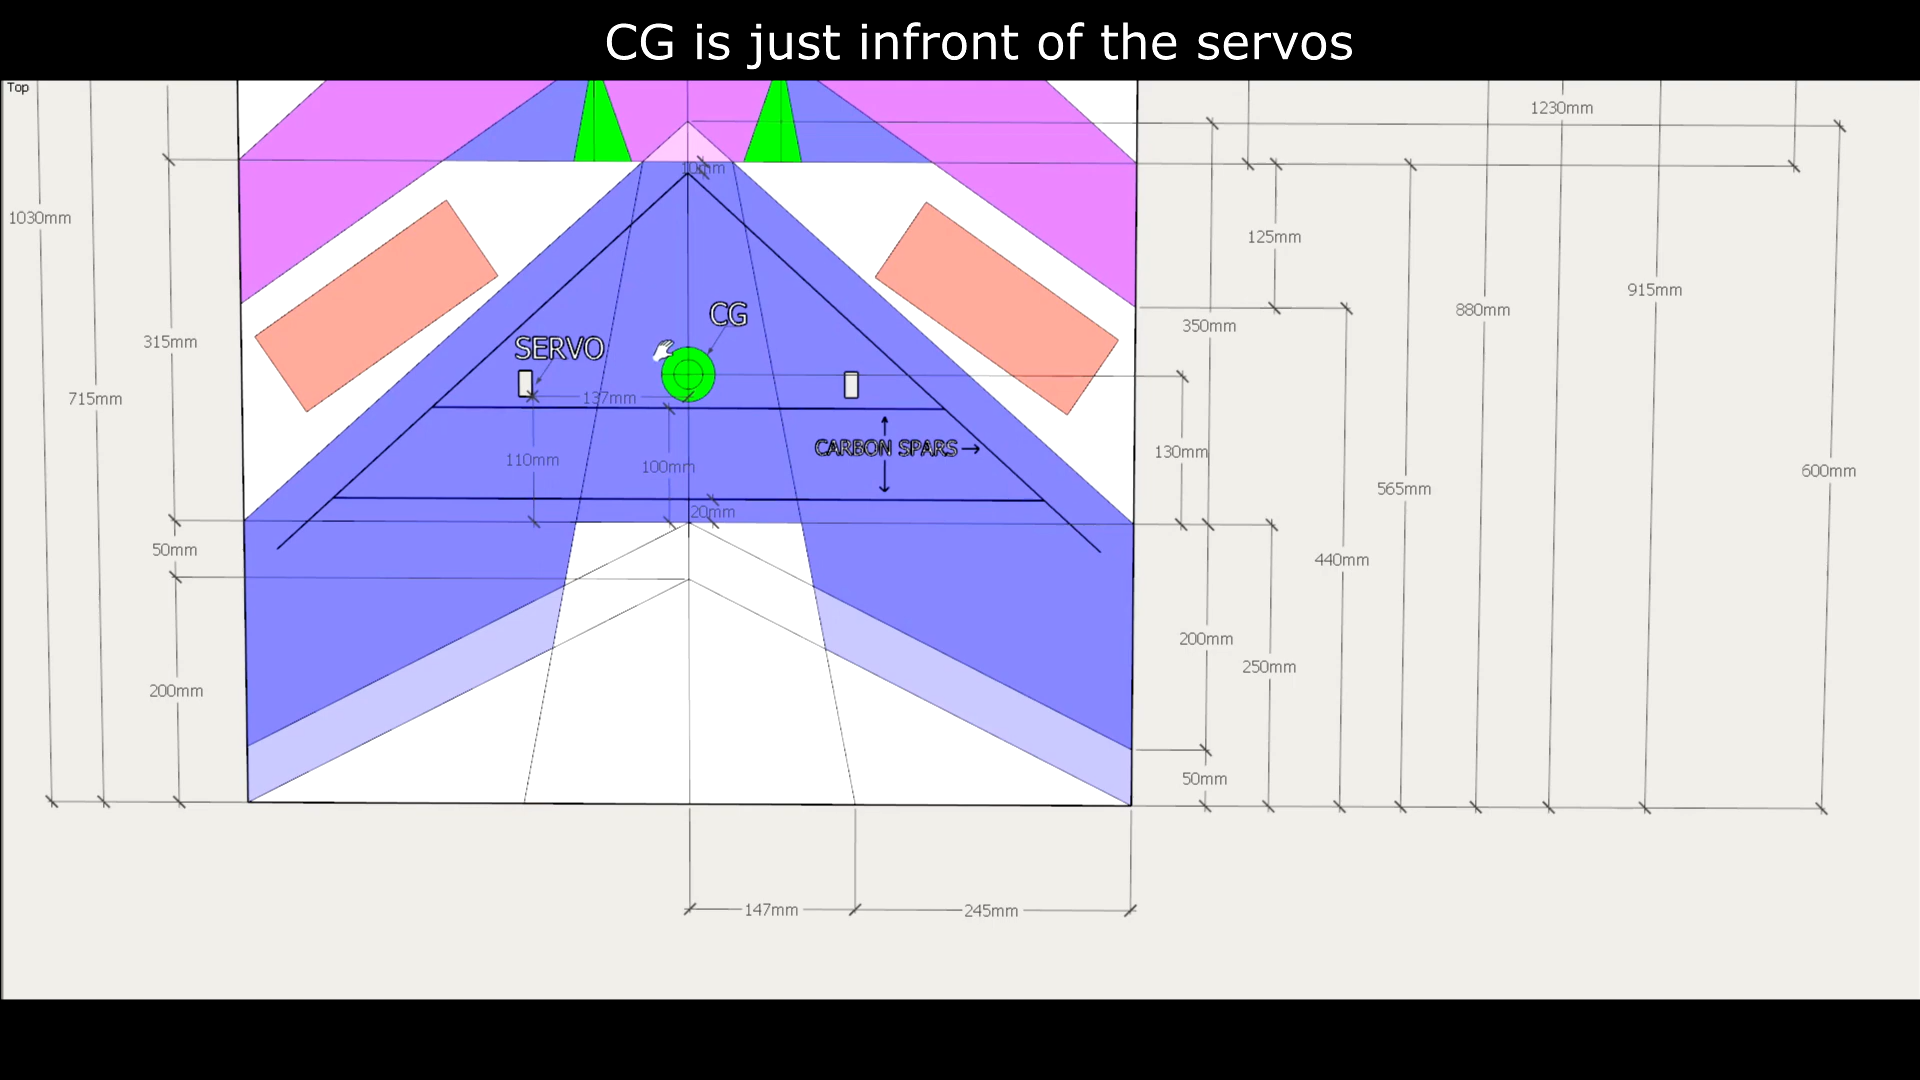 CG is just infront of the servos
Top
1230mm
10mm
1030mm
125mm
915mm
CG
880mm
350mm
315mm
SERVO
715mm
137mm
CARBON SPARS
130mm
110mm
100mm
600mm
565mm
20mm
50mm
440mm
200mm
250mm
200mm
50mm
147mm
245mm